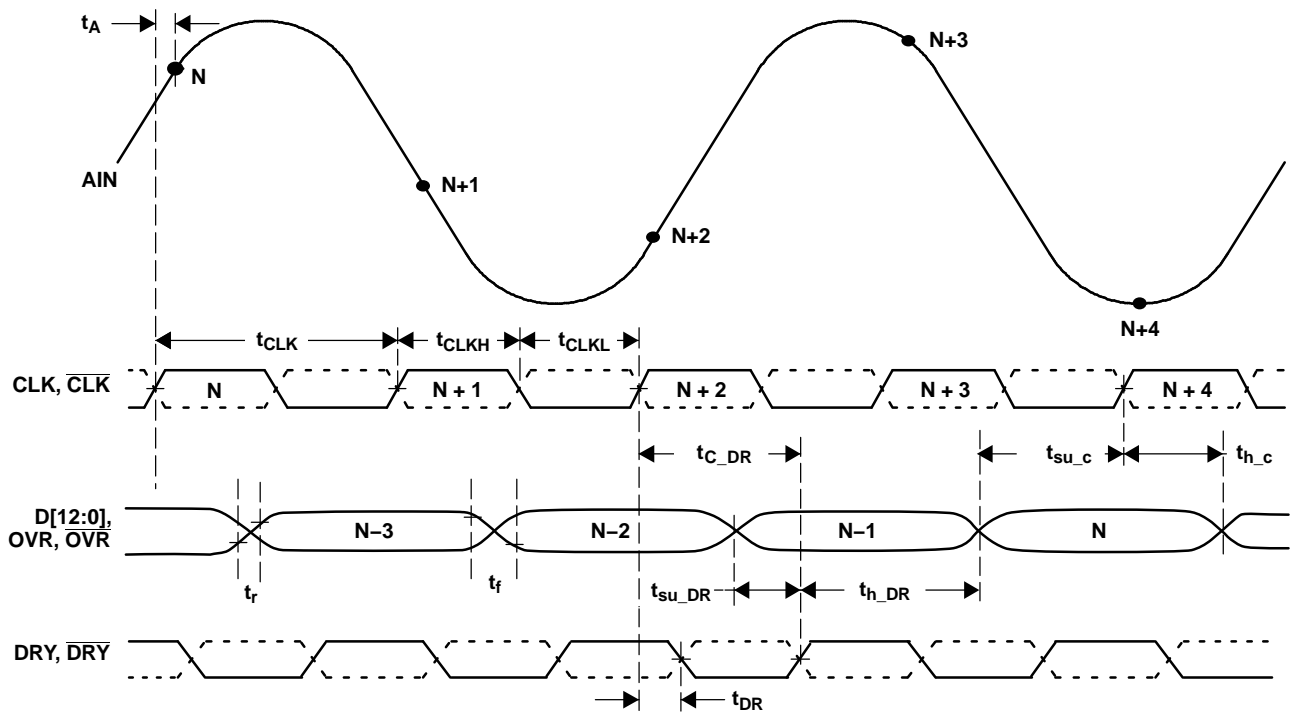 tA
N
N+3
AIN
N+1
N+2
N+4
tCLK
tCLKH
tCLKL
CLK, CLK
N
N + 1
N + 2
N + 3
N + 4
tC_DR
tsu_c
th_c
D[12:0],
OVR, OVR
N–3
N–2
N–1
N
tr
tf
tsu_DR
th_DR
DRY, DRY
tDR